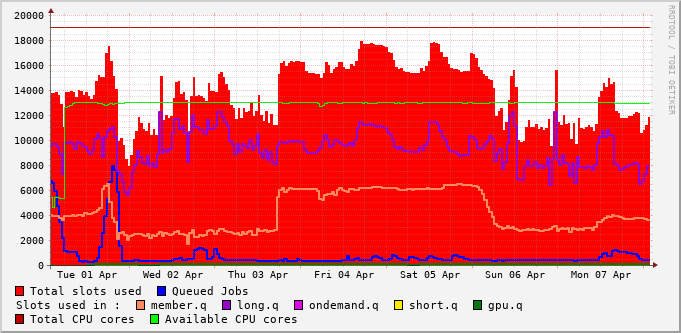 20000
18000
16000
14000
12000
10000
8000
6000
4000
2000
0
Tue 01 Apr Wed 02 Apr Thu 03 Apr Fri 04 Apr Sat 05 Apr Sun 06 Apr Mon 07 Apr
Total slots used Queued Jobs
Slots used in : member.q long.q ondemand.q short.q gpu.q
Total CPU cores Available CPU cores
RRDTOOL / TOBI OETIKER